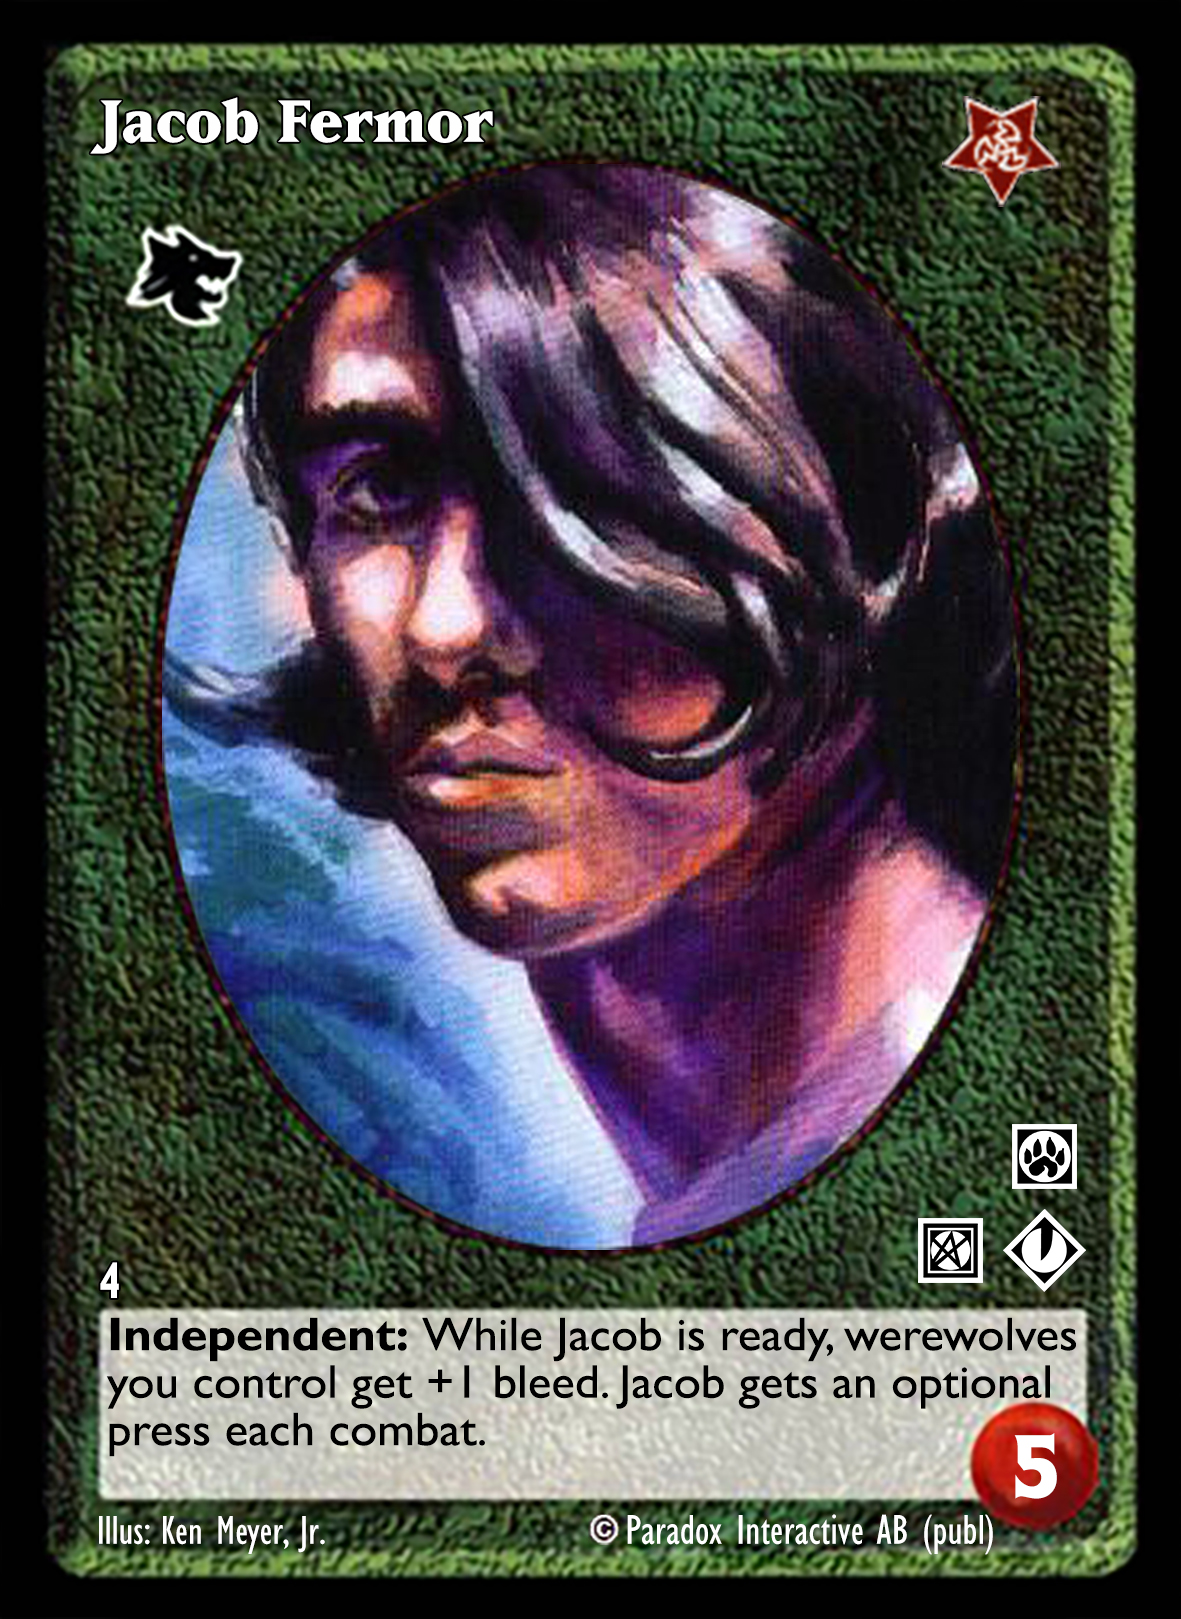 Jacob Fermor
4
Independent: While Jacob is ready, werewolves
you control get +1 bleed. Jacob gets an optional
press each combat.
5
Illus: Ken Meyer, Jr.
© Paradox Interactive AB (publ)